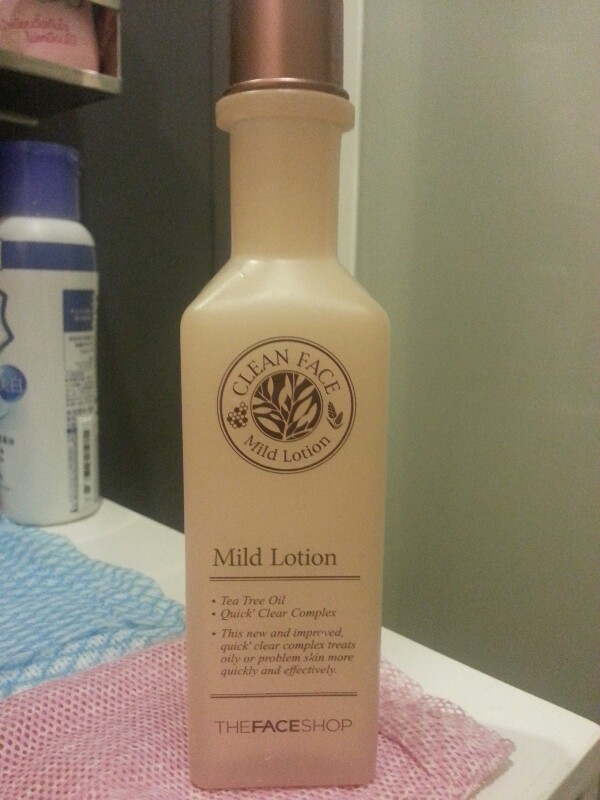 CLEAN FACE
Mild Lotion
Mild Lotion
• Tea Tree Oil
• Quick' Clear Complex
• This new and improved,
quick' clear complex treats
oily or problem skin more
quickly and effectively.
THEFACESHOP